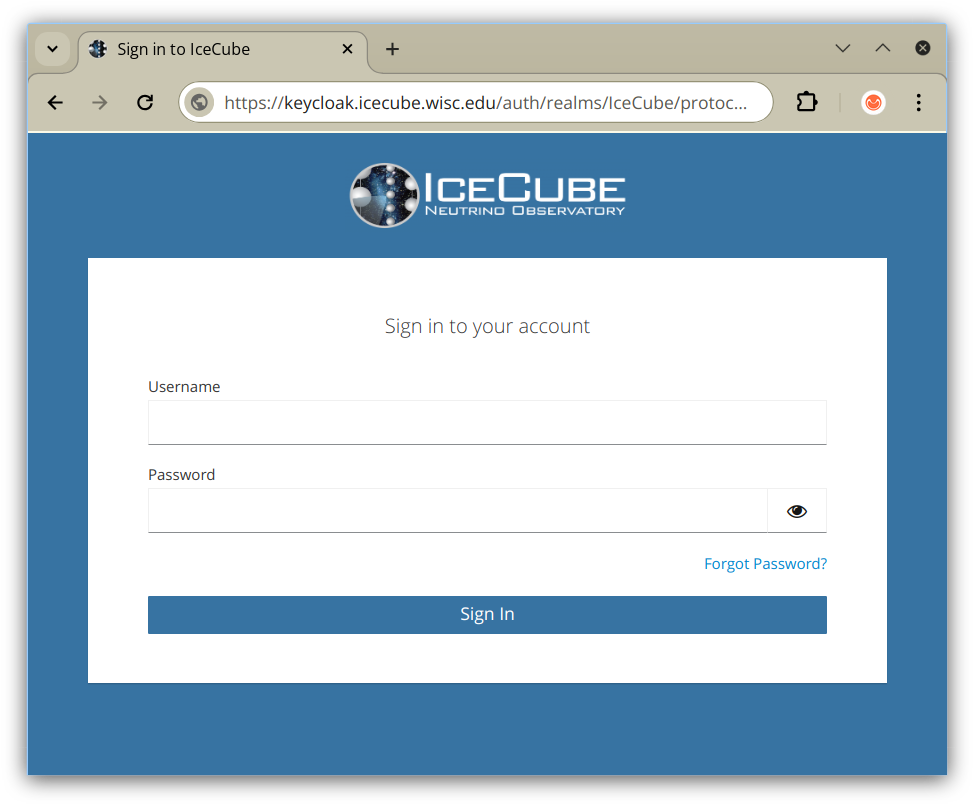 Sign in to IceCube
https://keycloak.icecube.wisc.edu/auth/realms/IceCube/protoc...
ICECUBE
NEUTRINO OBSERVATORY
Sign in to your account
Username
Password
Forgot Password?
Sign In